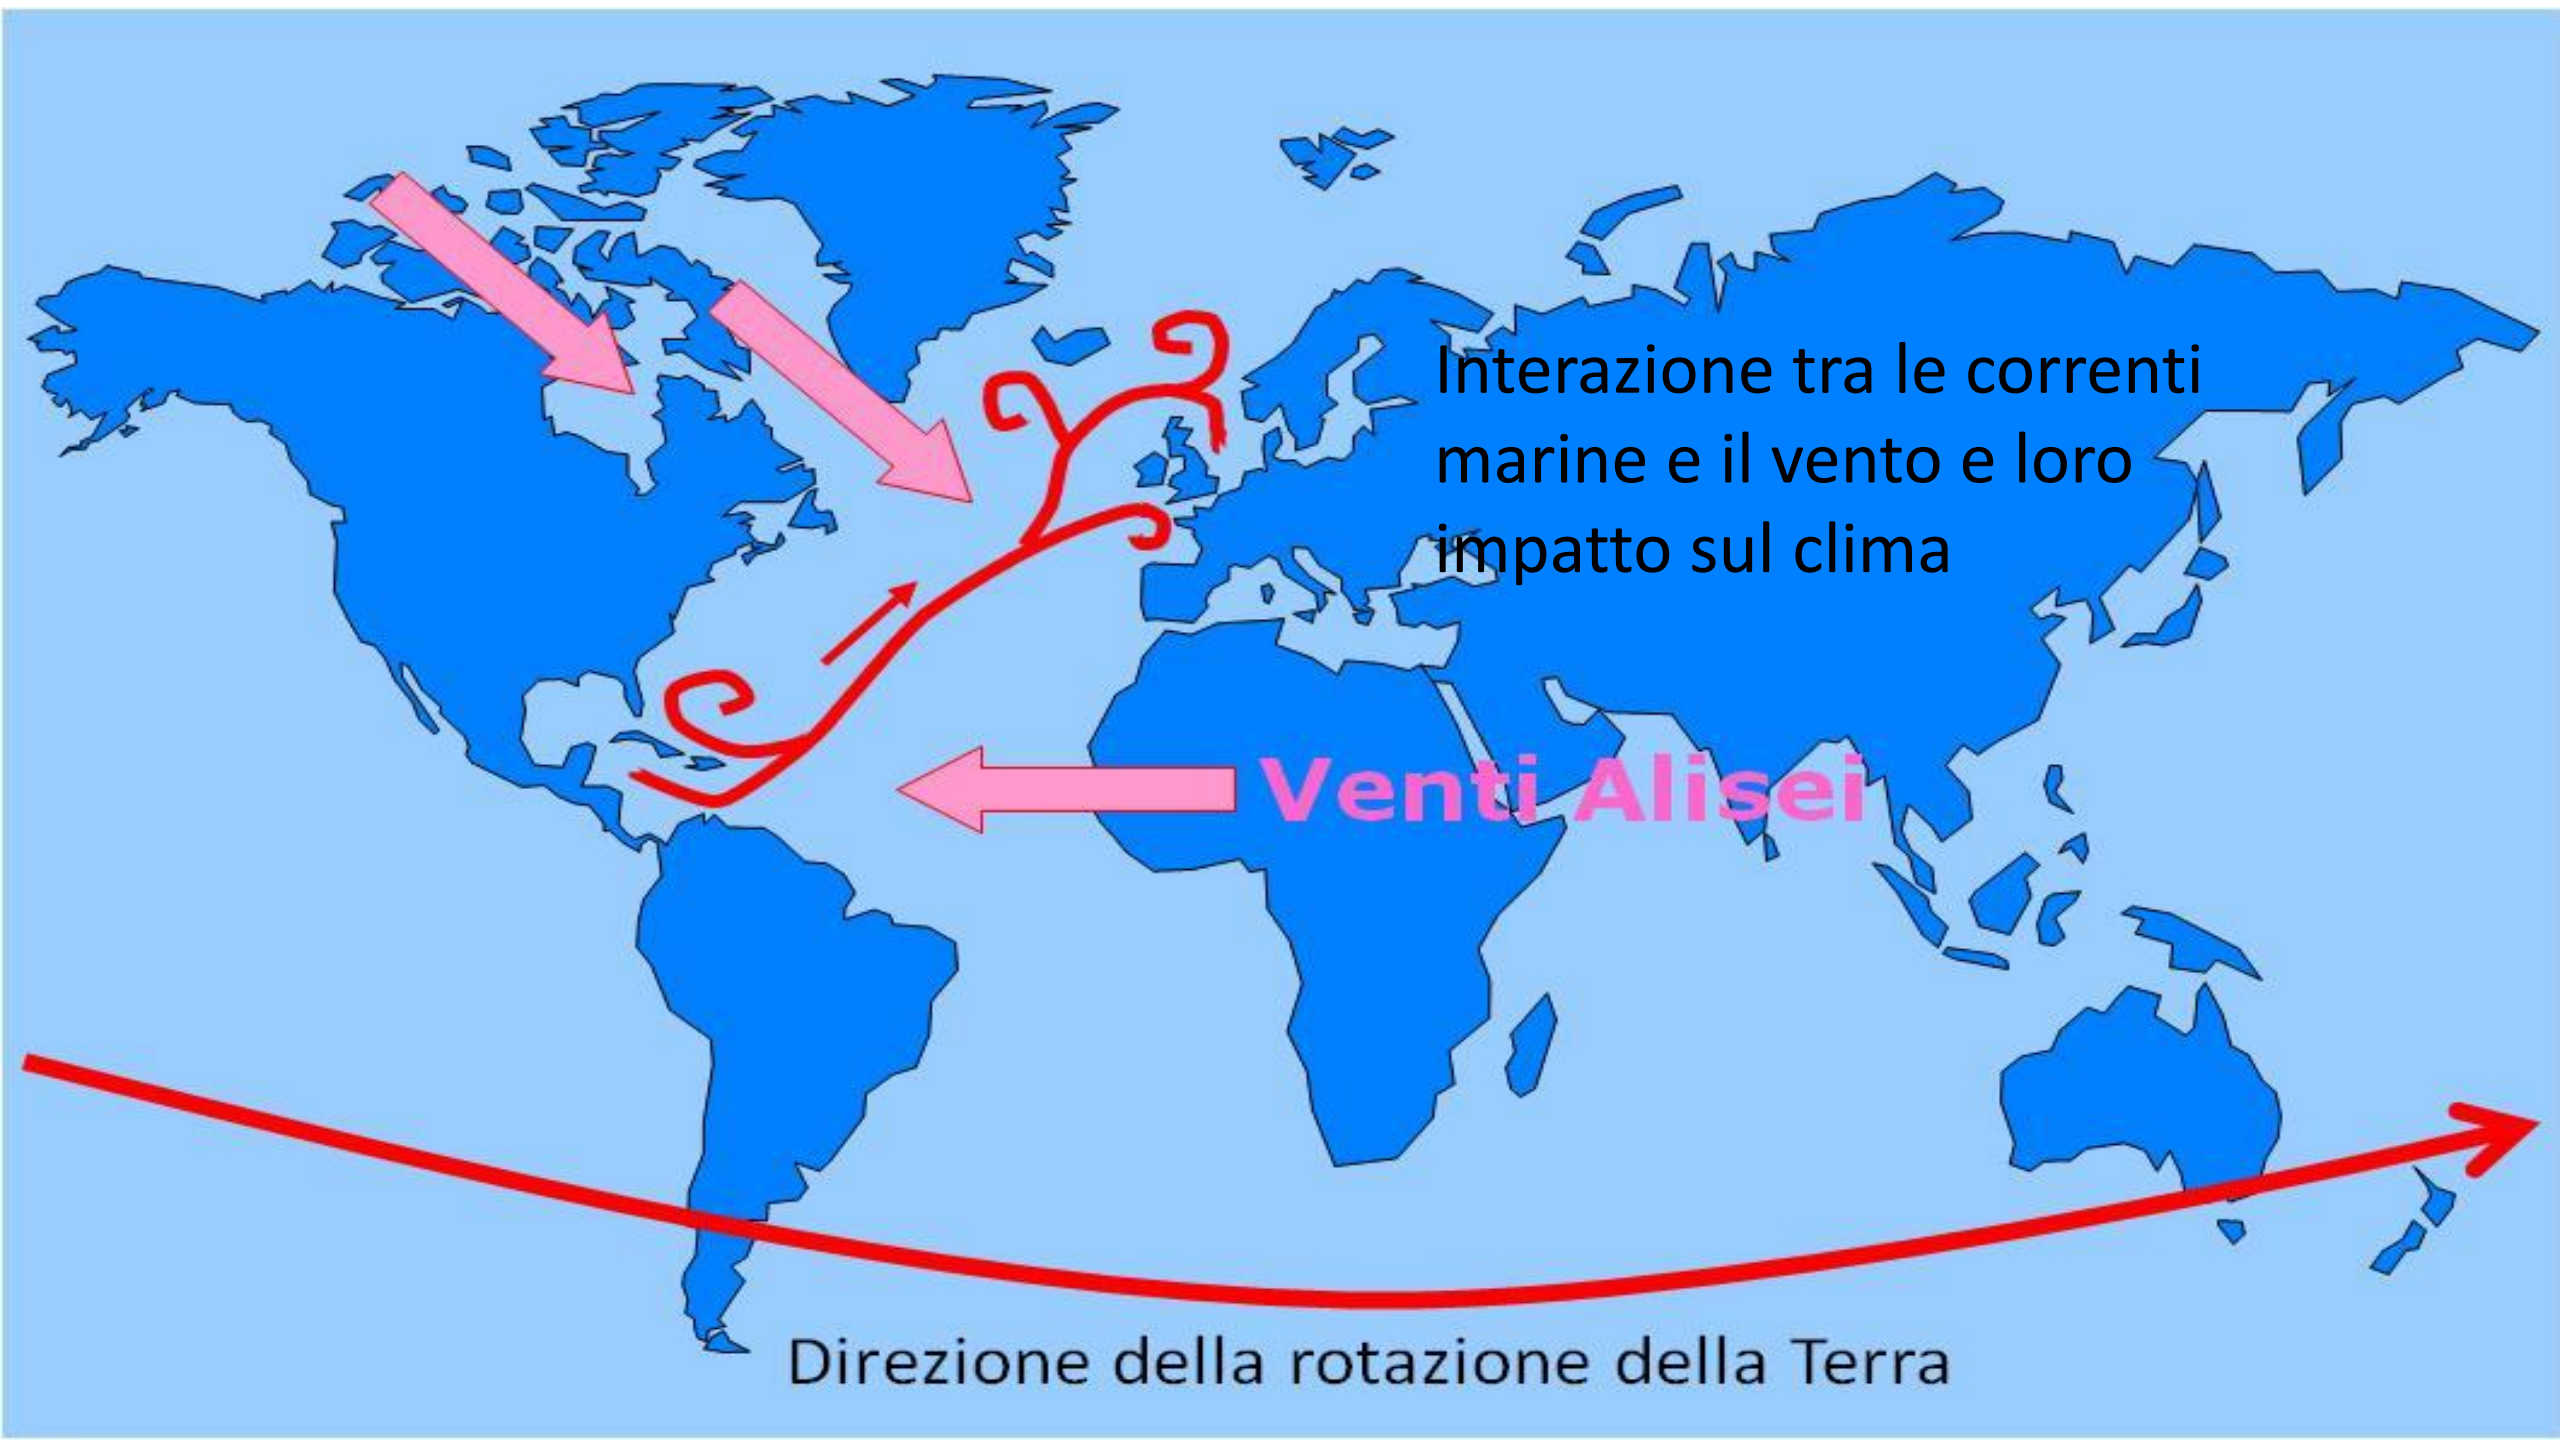 Interazione tra le correnti
marine e il vento e loro
impatto sul clima
Venti Alisei
Direzione della rotazione della Terra